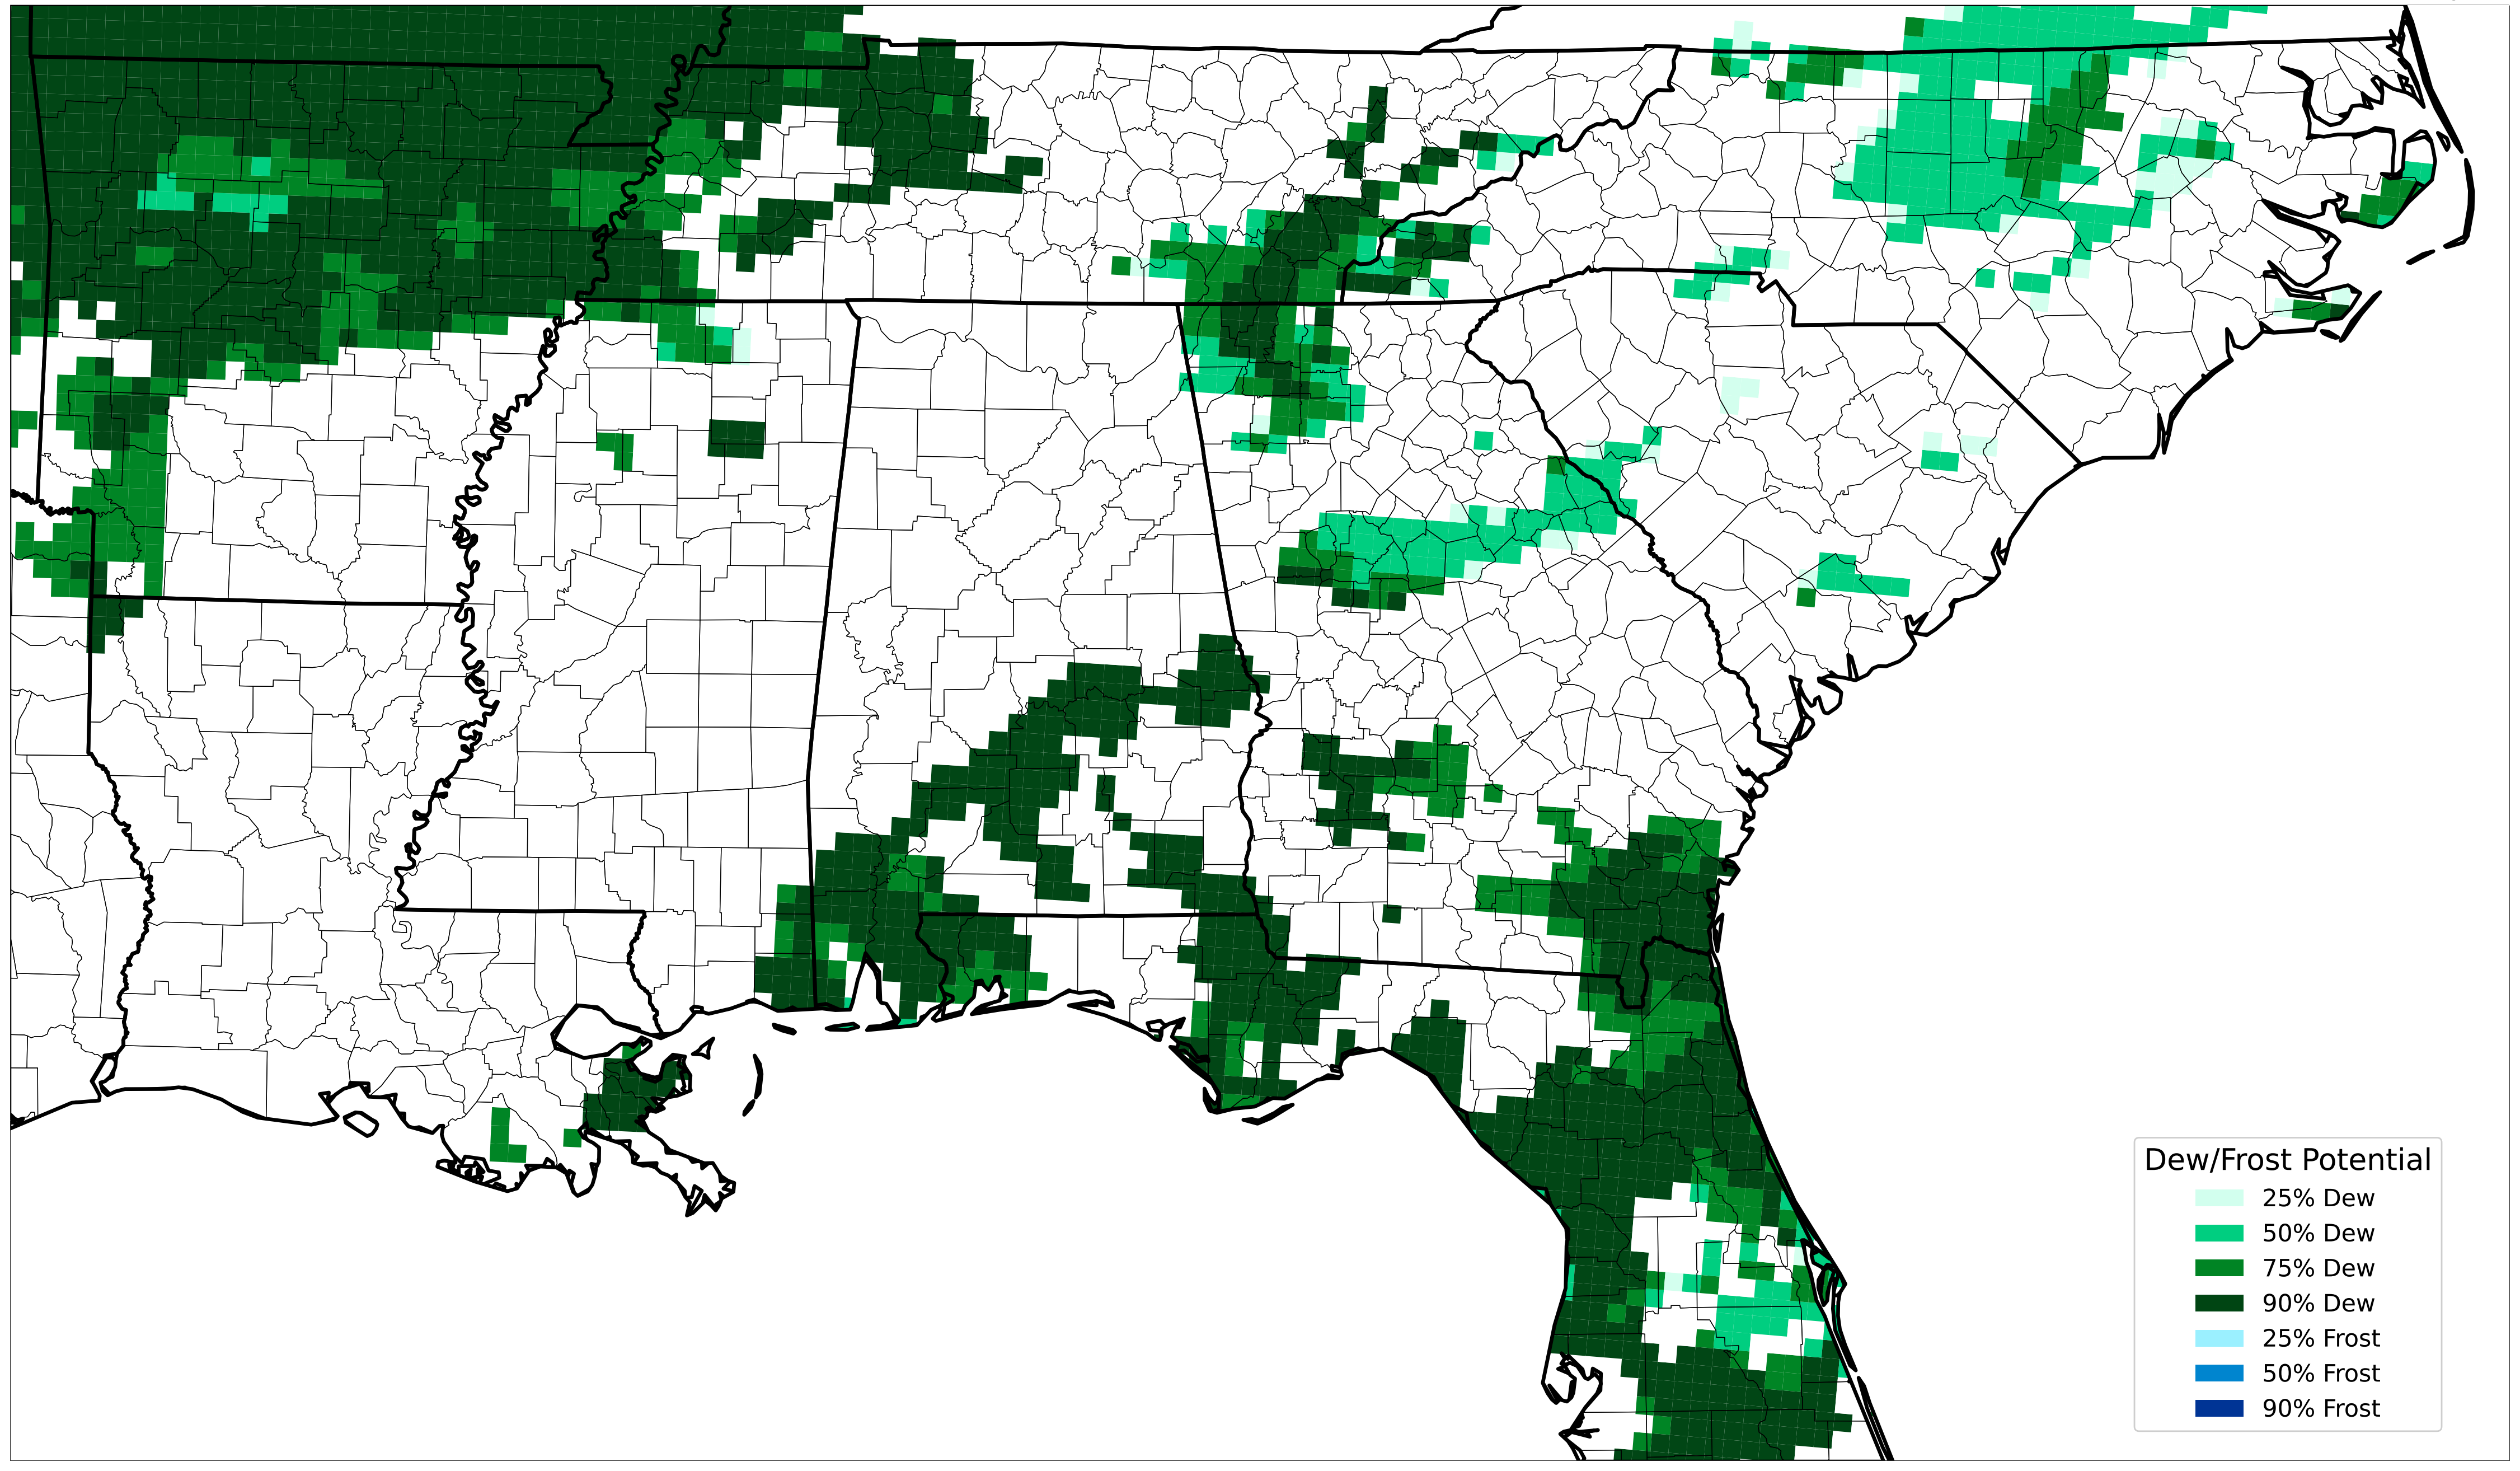 Dew/Frost Potential
25% Dew
50% Dew
75% Dew
90% Dew
25% Frost
50% Frost
90% Frost